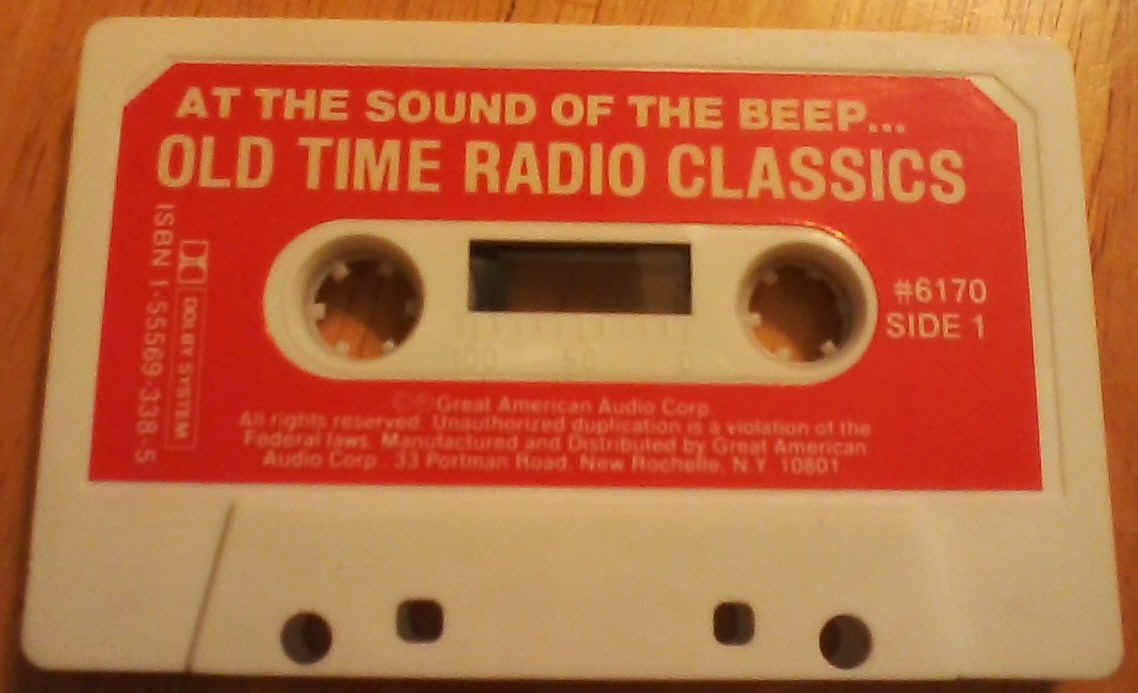 AT THE SOUND OF THE BEEP...
OLD TIME RADIO CLASSICS
ISBN 1-55569-338-5
DOLBY SYSTEM
#6170
SIDE 1
100 50 0
©℗ Great American Audio Corp.
All rights reserved. Unauthorized duplication is a violation of the
Federal laws. Manufactured and Distributed by Great American
Audio Corp. 33 Portman Road, New Rochelle, N.Y. 10801